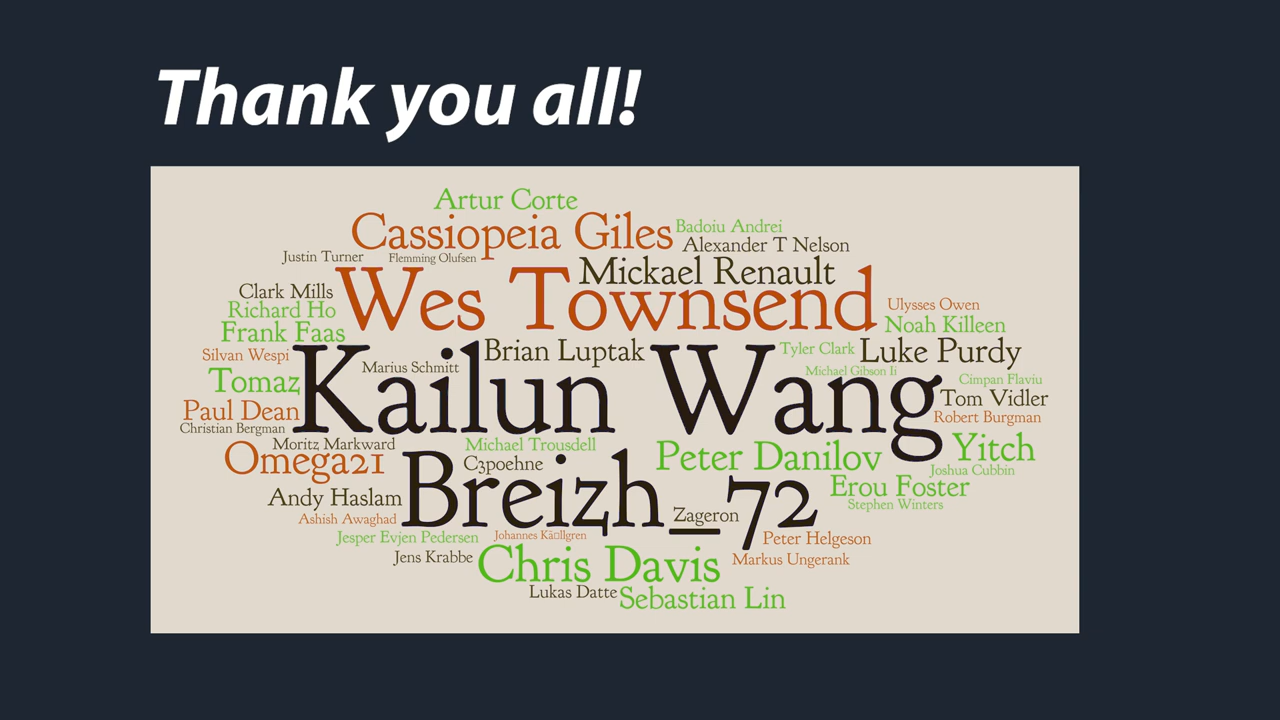 Thank you all!
Artur Corte
Cassiopeia Giles
Badoiu Andrei
Alexander T Nelson
Justin Turner
Flemming Olufsen
Mickael Renault
Wes Townsend
Clark Mills
Richard Ho
Ulysses Owen
Frank Faas
Noah Killeen
Silvan Wespi
Brian Luptak
Tyler Clark
Luke Purdy
Marius Schmitt
Michael Gibson Ii
Tomaz
Cimpan Flaviu
Kailun Wang
Tom Vidler
Paul Dean
Robert Burgman
Christian Bergman
Moritz Markward
Michael Trousdell
Yitch
Omega21
C3poehne
Peter Danilov
Joshua Cubbin
Erou Foster
Andy Haslam
Breizh_72
Stephen Winters
Zageron
Ashish Awaghad
Jesper Evjen Pedersen
Johannes Kã□llgren
Peter Helgeson
Jens Krabbe
Chris Davis
Markus Ungerank
Lukas Datte
Sebastian Lin